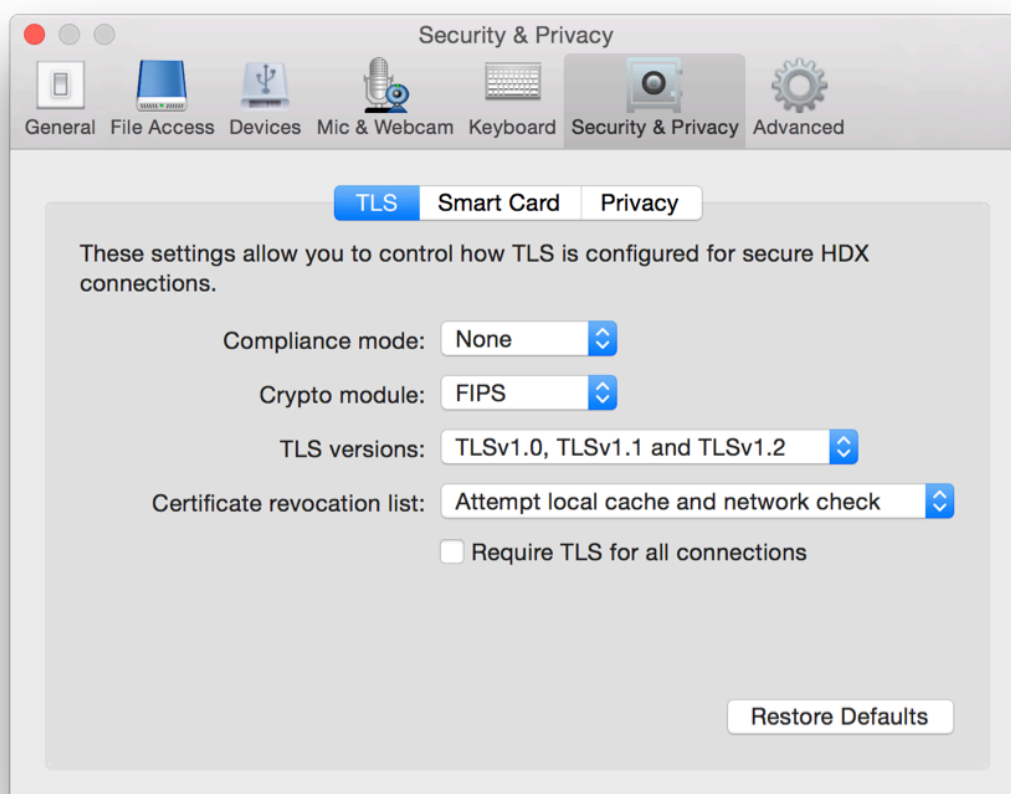 Security & Privacy
General File Access Devices Mic & Webcam Keyboard Security & Privacy Advanced
TLS Smart Card Privacy
These settings allow you to control how TLS is configured for secure HDX
connections.
Compliance mode: None
Crypto module: FIPS
TLS versions: TLSv1.0, TLSv1.1 and TLSv1.2
Certificate revocation list: Attempt local cache and network check
Require TLS for all connections
Restore Defaults